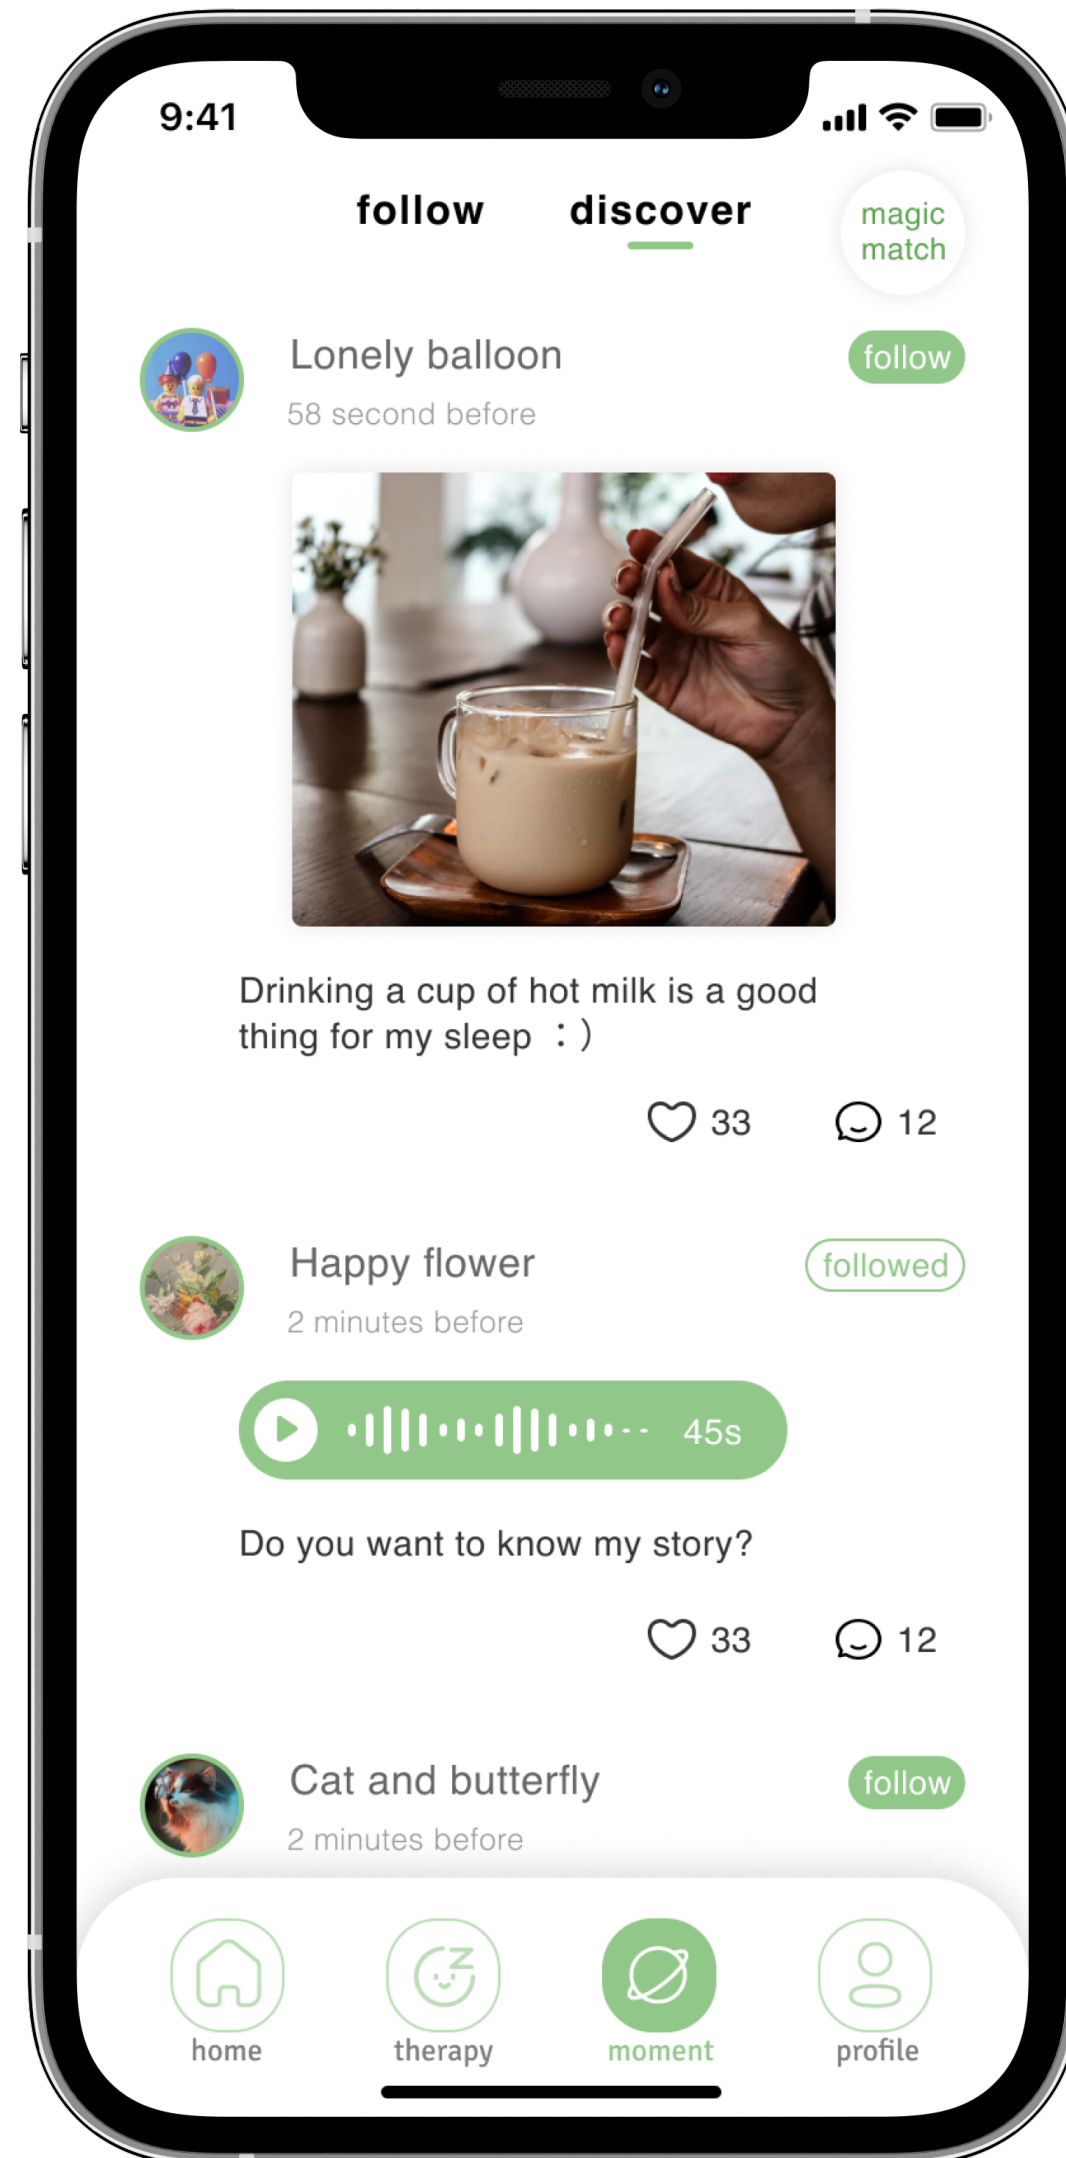 9:41
follow discover
magic
match
Lonely balloon
follow
58 second before
Drinking a cup of hot milk is a good
thing for my sleep : )
33 12
Happy flower
followed
2 minutes before
45s
Do you want to know my story?
33 12
Cat and butterfly
follow
2 minutes before
home therapy moment profile